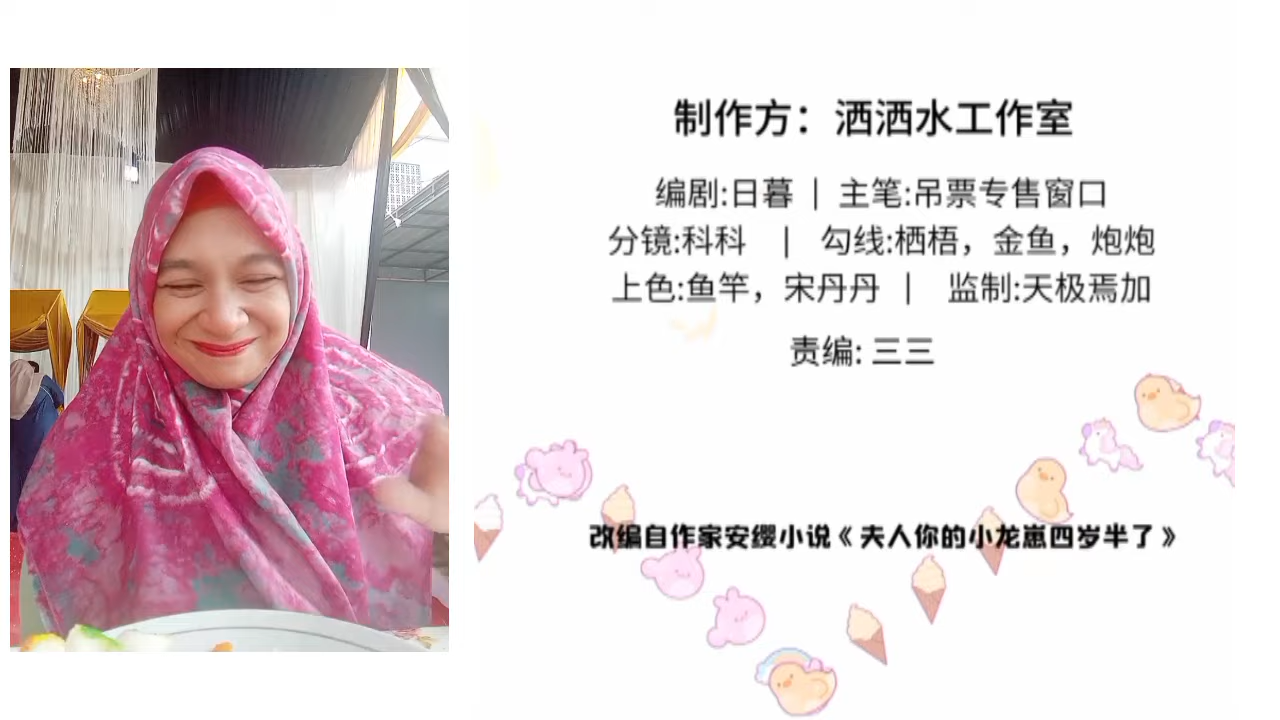 制作方：洒洒水工作室
编剧:日暮 | 主笔:吊票专售窗口
分镜:科科 | 勾线:栖梧，金鱼，炮炮
上色:鱼竿，宋丹丹 | 监制:天极焉加
责编: 三三
改编自作家安缨小说《夫人你的小龙崽四岁半了》